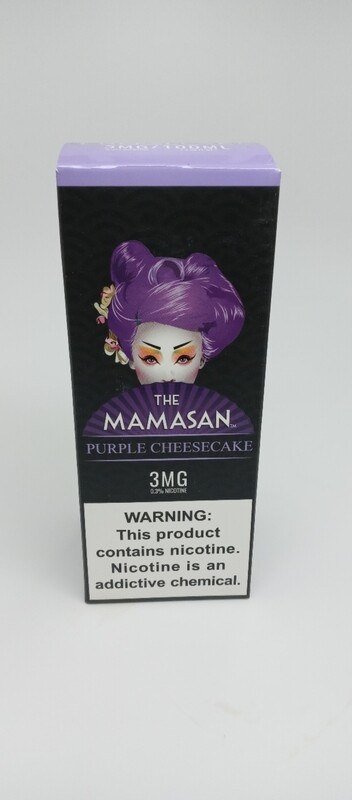 3MG/100ML
THE
MAMASAN™
PURPLE CHEESECAKE
3MG
0.3% NICOTINE
WARNING:
This product
contains nicotine.
Nicotine is an
addictive chemical.